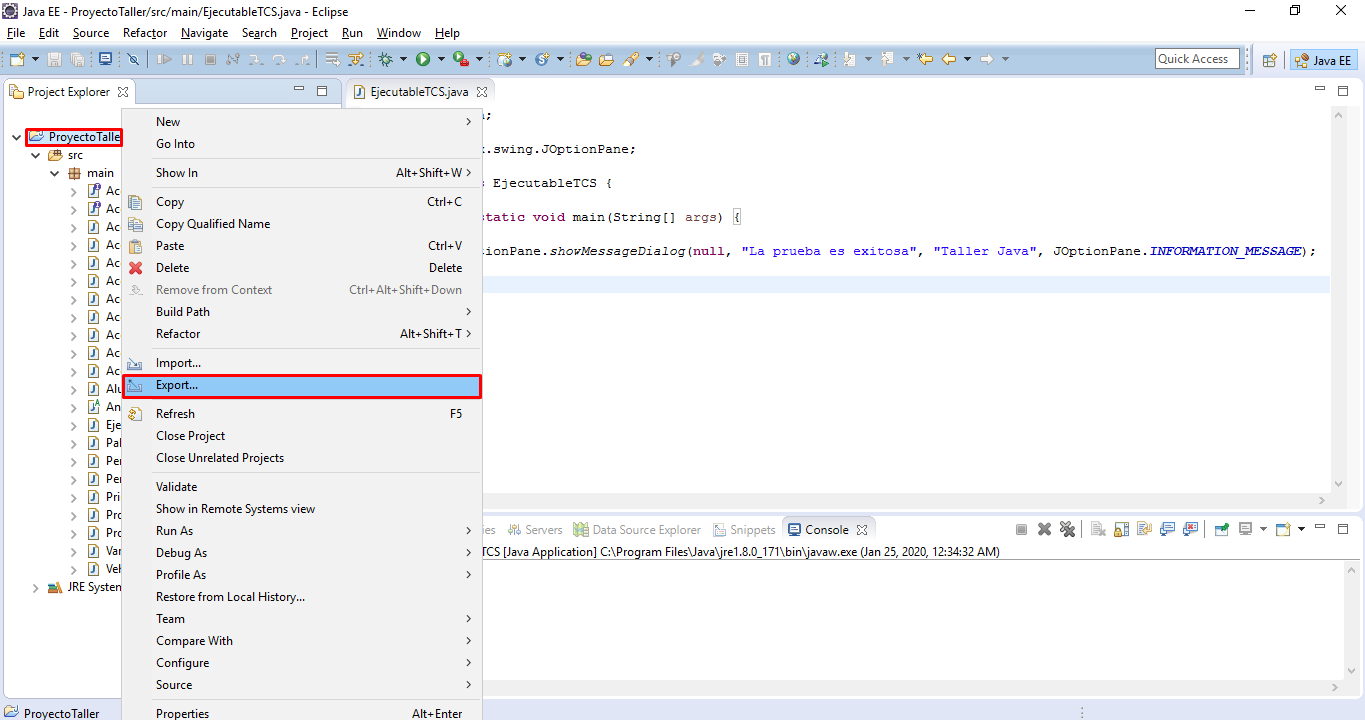 Java EE - ProyectoTaller/src/main/EjecutableTCS.java - Eclipse
File Edit Source Refactor Navigate Search Project Run Window Help
Quick Access
Java EE
Project Explorer
EjecutableTCS.java
ProyectoTalle
src
main
Ac
Ac
Ac
Ac
Ac
Ac
Ac
Ac
Ac
Ac
Ac
Alu
An
Eje
Pal
Per
Per
Pri
Pro
Pro
Var
Veh
JRE System
New
Go Into
Show In Alt+Shift+W
Copy Ctrl+C
Copy Qualified Name
Paste Ctrl+V
Delete Delete
Remove from Context Ctrl+Alt+Shift+Down
Build Path
Refactor Alt+Shift+T
Import...
Export...
Refresh F5
Close Project
Close Unrelated Projects
Validate
Show in Remote Systems view
Run As
Debug As
Profile As
Restore from Local History...
Team
Compare With
Configure
Source
Properties Alt+Enter
;
.swing.JOptionPane;
EjecutableTCS {
static void main(String[] args) {
ionPane.showMessageDialog(null, "La prueba es exitosa", "Taller Java", JOptionPane.INFORMATION_MESSAGE);
ies Servers Data Source Explorer Snippets Console
TCS [Java Application] C:\Program Files\Java\jre1.8.0_171\bin\javaw.exe (Jan 25, 2020, 12:34:32 AM)
ProyectoTaller